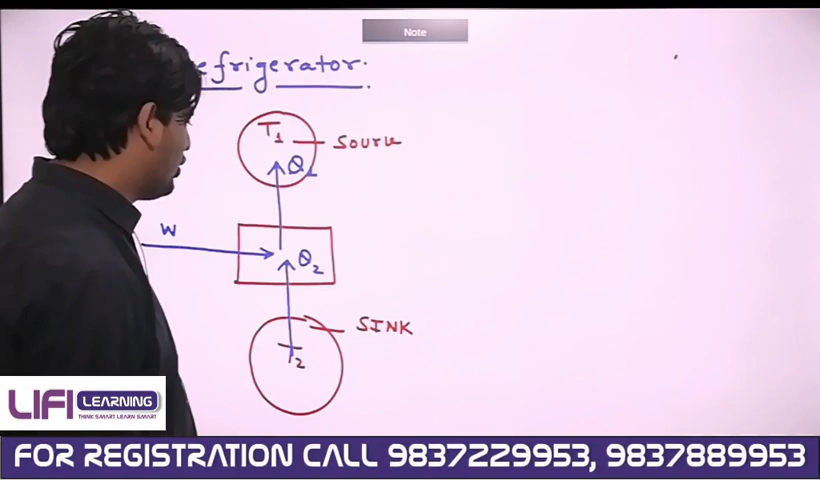 Note
efrigerator.
T1
Source
Q1
W
Q2
SINK
T2
LIFI LEARNING
THINK SMART LEARN SMART
FOR REGISTRATION CALL 9837229953, 9837889953